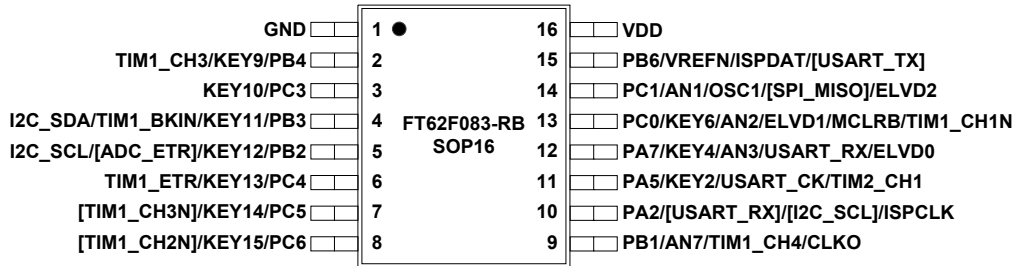 GND 1 16 VDD
TIM1_CH3/KEY9/PB4 2 15 PB6/VREFN/ISPDAT/[USART_TX]
KEY10/PC3 3 14 PC1/AN1/OSC1/[SPI_MISO]/ELVD2
I2C_SDA/TIM1_BKIN/KEY11/PB3 4 FT62F083-RB 13 PC0/KEY6/AN2/ELVD1/MCLRB/TIM1_CH1N
I2C_SCL/[ADC_ETR]/KEY12/PB2 5 SOP16 12 PA7/KEY4/AN3/USART_RX/ELVD0
TIM1_ETR/KEY13/PC4 6 11 PA5/KEY2/USART_CK/TIM2_CH1
[TIM1_CH3N]/KEY14/PC5 7 10 PA2/[USART_RX]/[I2C_SCL]/ISPCLK
[TIM1_CH2N]/KEY15/PC6 8 9 PB1/AN7/TIM1_CH4/CLKO